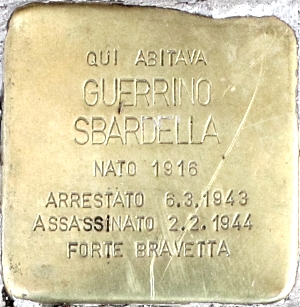 QUI ABITAVA
GUERRINO
SBARDELLA
NATO 1916
ARRESTATO 6.3.1943
ASSASSINATO 2.2.1944
FORTE BRAVETTA